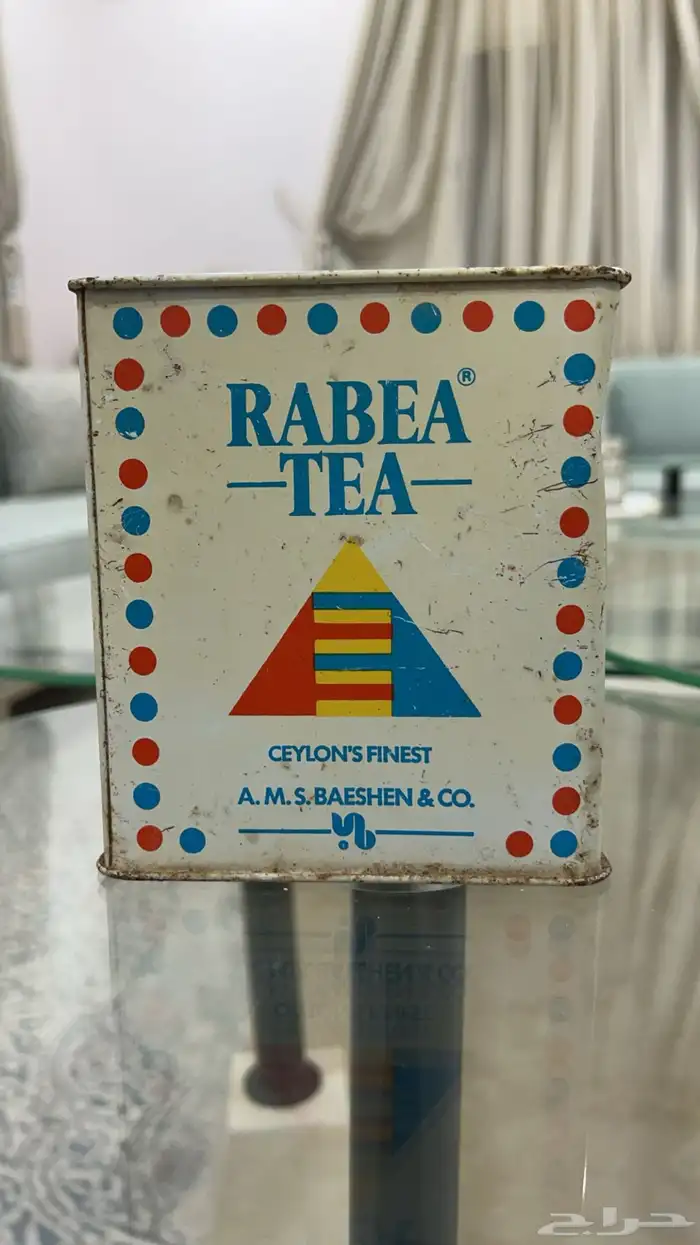 RABEA®
TEA
CEYLON'S FINEST
A. M. S. BAESHEN & CO.
حراج